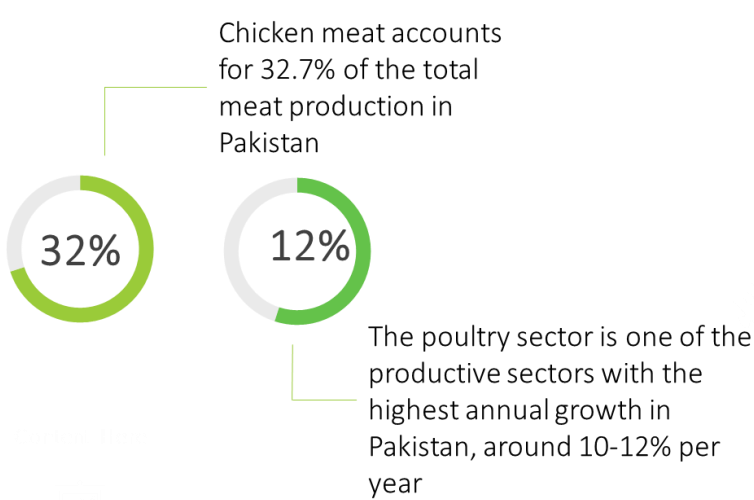 Chicken meat accounts
for 32.7% of the total
meat production in
Pakistan
32%
12%
The poultry sector is one of the
productive sectors with the
highest annual growth in
Pakistan, around 10-12% per
year